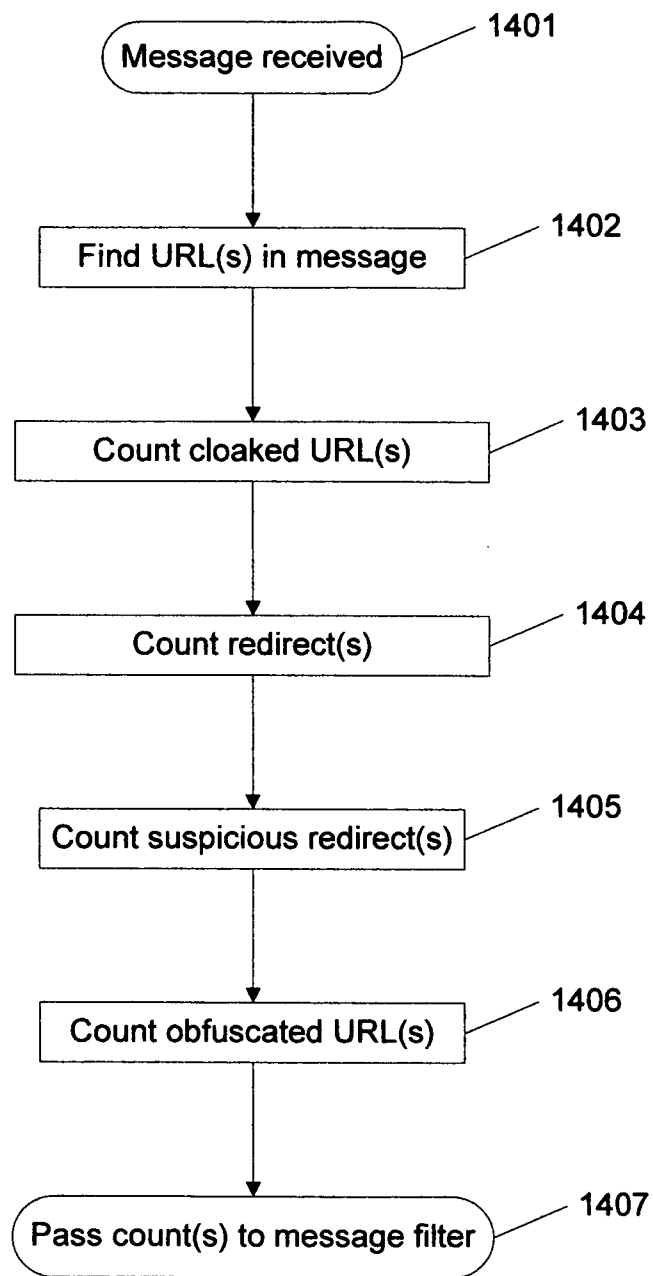 1401
Message received
1402
Find URL(s) in message
1403
Count cloaked URL(s)
1404
Count redirect(s)
1405
Count suspicious redirect(s)
1406
Count obfuscated URL(s)
1407
Pass count(s) to message filter